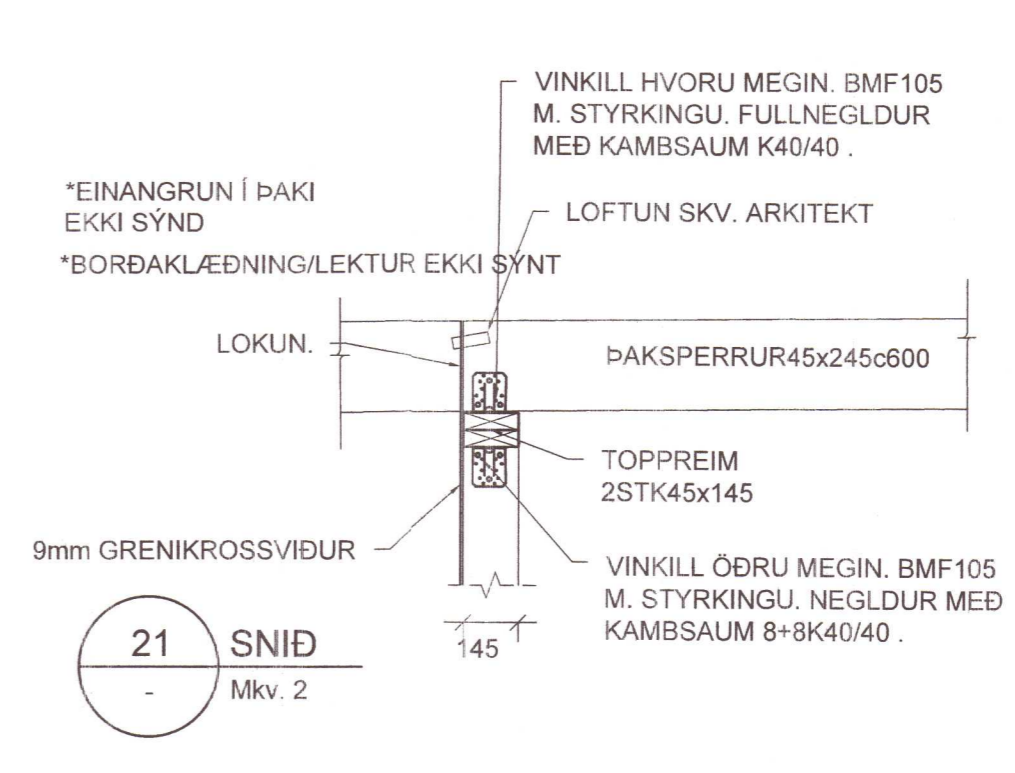 VINKILL HVORU MEGIN. BMF105
M. STYRKINGU. FULLNEGLDUR
MEÐ KAMBSAUM K40/40 .
*EINANGRUN Í ÞAKI
EKKI SÝND
LOFTUN SKV. ARKITEKT
*BORÐAKLÆÐNING/LEKTUR EKKI SÝNT
LOKUN.
ÞAKSPERRUR45x245c600
TOPPREIM
2STK45x145
9mm GRENIKROSSVIÐUR
VINKILL ÖÐRU MEGIN. BMF105
M. STYRKINGU. NEGLDUR MEÐ
KAMBSAUM 8+8K40/40 .
145
21 SNIÐ
- Mkv. 2